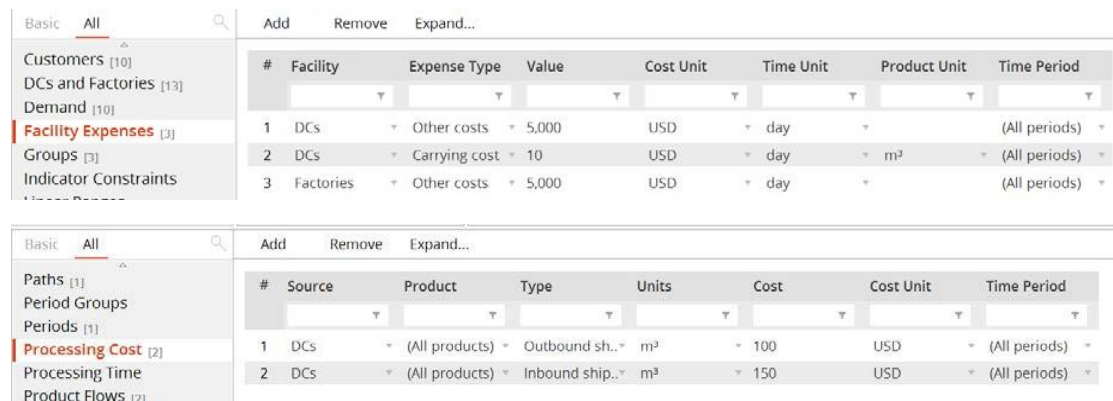 Basic All Add Remove Expand...
Customers [10] # Facility Expense Type Value Cost Unit Time Unit Product Unit Time Period
DCs and Factories [13]
Demand [10]
Facility Expenses [3] 1 DCs Other costs 5,000 USD day (All periods)
Groups [3] 2 DCs Carrying cost 10 USD day m³ (All periods)
Indicator Constraints 3 Factories Other costs 5,000 USD day (All periods)
Basic All Add Remove Expand...
Paths [1] # Source Product Type Units Cost Cost Unit Time Period
Period Groups
Periods [1]
Processing Cost [2] 1 DCs (All products) Outbound sh.. m³ 100 USD (All periods)
Processing Time 2 DCs (All products) Inbound ship.. m³ 150 USD (All periods)
Product Flows [2]